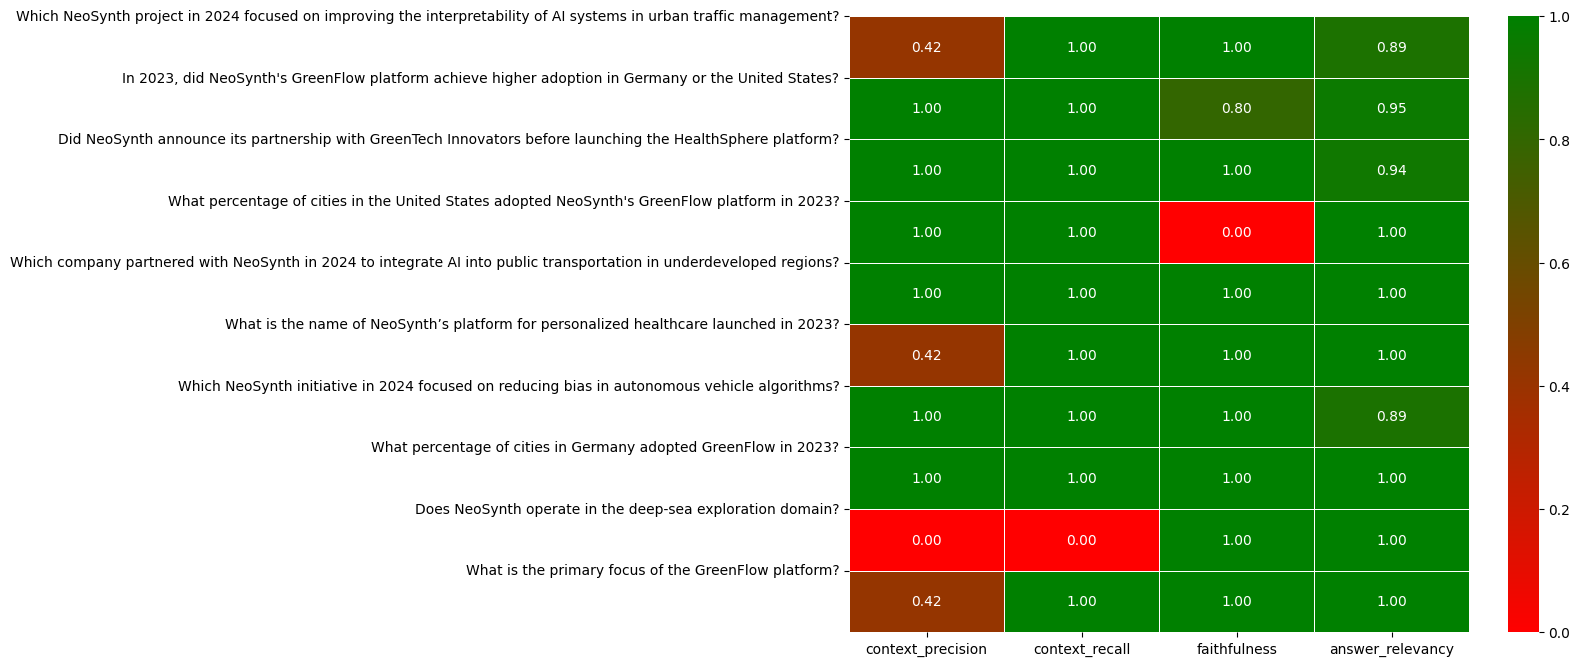 Which NeoSynth project in 2024 focused on improving the interpretability of AI systems in urban traffic management?
0.42 1.00 1.00 0.89
In 2023, did NeoSynth's GreenFlow platform achieve higher adoption in Germany or the United States?
1.00 1.00 0.80 0.95
Did NeoSynth announce its partnership with GreenTech Innovators before launching the HealthSphere platform?
1.00 1.00 1.00 0.94
What percentage of cities in the United States adopted NeoSynth's GreenFlow platform in 2023?
1.00 1.00 0.00 1.00
Which company partnered with NeoSynth in 2024 to integrate AI into public transportation in underdeveloped regions?
1.00 1.00 1.00 1.00
What is the name of NeoSynth’s platform for personalized healthcare launched in 2023?
0.42 1.00 1.00 1.00
Which NeoSynth initiative in 2024 focused on reducing bias in autonomous vehicle algorithms?
1.00 1.00 1.00 0.89
What percentage of cities in Germany adopted GreenFlow in 2023?
1.00 1.00 1.00 1.00
Does NeoSynth operate in the deep-sea exploration domain?
0.00 0.00 1.00 1.00
What is the primary focus of the GreenFlow platform?
0.42 1.00 1.00 1.00
context_precision context_recall faithfulness answer_relevancy
1.0
0.8
0.6
0.4
0.2
0.0